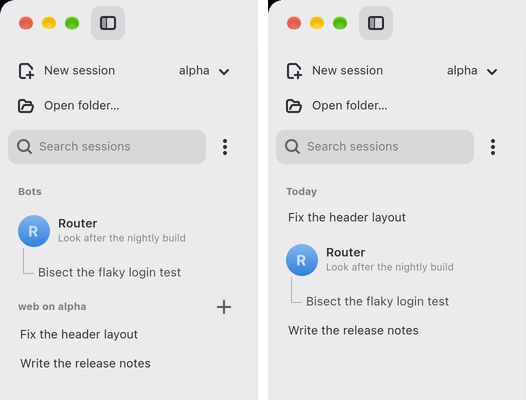 New session
alpha
Open folder...
Search sessions
Bots
R
Router
Look after the nightly build
Bisect the flaky login test
web on alpha
Fix the header layout
Write the release notes
New session
alpha
Open folder...
Search sessions
Today
Fix the header layout
R
Router
Look after the nightly build
Bisect the flaky login test
Write the release notes